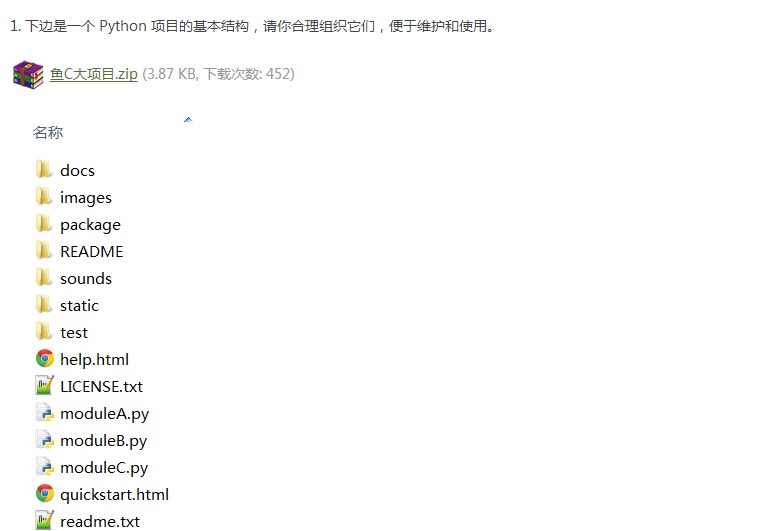 1. 下边是一个 Python 项目的基本结构，请你合理组织它们，便于维护和使用。
鱼C大项目.zip (3.87 KB, 下载次数: 452)
名称
docs
images
package
README
sounds
static
test
help.html
LICENSE.txt
moduleA.py
moduleB.py
moduleC.py
quickstart.html
readme.txt